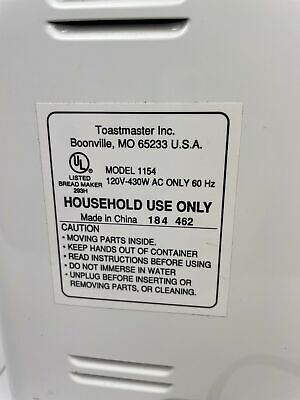 Toastmaster Inc.
Boonville, MO 65233 U.S.A.
UL
®
LISTED
BREAD MAKER
293H
MODEL 1154
120V-430W AC ONLY 60 Hz
HOUSEHOLD USE ONLY
Made in China 184 462
CAUTION
• MOVING PARTS INSIDE.
• KEEP HANDS OUT OF CONTAINER
• READ INSTRUCTIONS BEFORE USING
• DO NOT IMMERSE IN WATER
• UNPLUG BEFORE INSERTING OR
REMOVING PARTS, OR CLEANING.